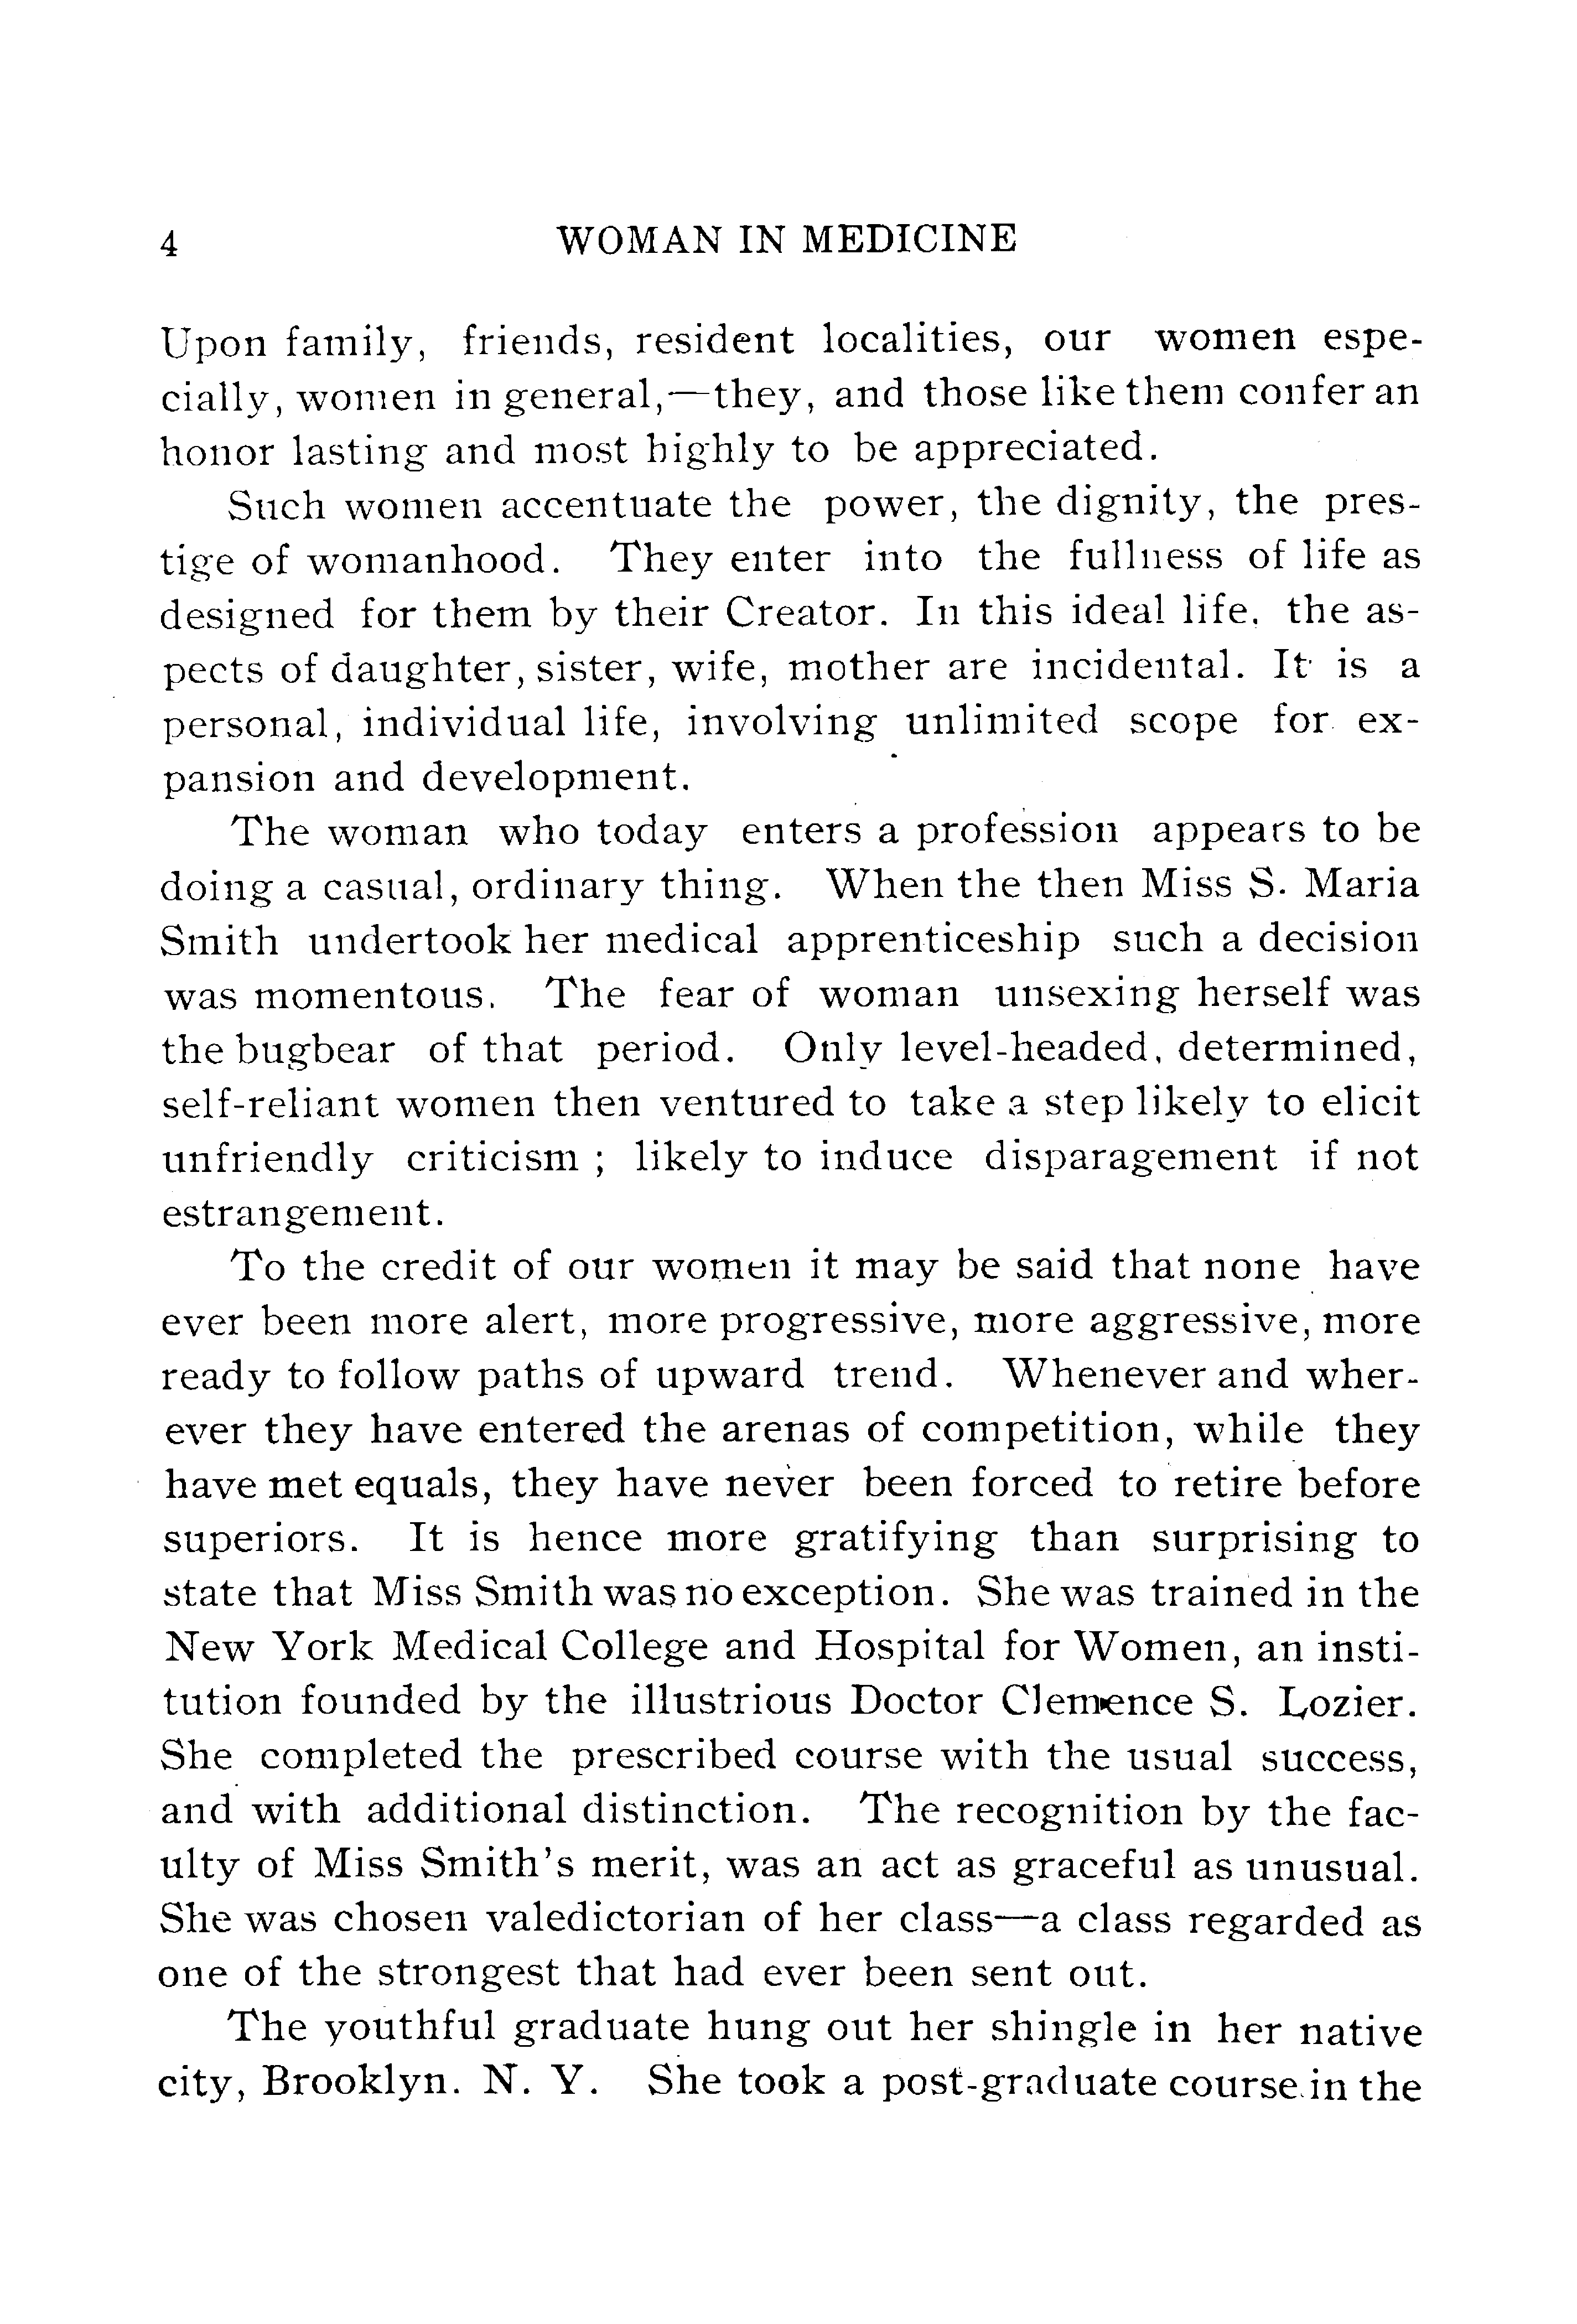 4 WOMAN IN MEDICINE
Upon family, friends, resident localities, our women espe-
cially, women in general,—they, and those like them confer an
honor lasting and most highly to be appreciated.
Such women accentuate the power, the dignity, the pres-
tige of womanhood. They enter into the fullness of life as
designed for them by their Creator. In this ideal life, the as-
pects of daughter, sister, wife, mother are incidental. It is a
personal, individual life, involving unlimited scope for ex-
pansion and development.
The woman who today enters a profession appears to be
doing a casual, ordinary thing. When the then Miss S. Maria
Smith undertook her medical apprenticeship such a decision
was momentous. The fear of woman unsexing herself was
the bugbear of that period. Only level-headed, determined,
self-reliant women then ventured to take a step likely to elicit
unfriendly criticism ; likely to induce disparagement if not
estrangement.
To the credit of our women it may be said that none have
ever been more alert, more progressive, more aggressive, more
ready to follow paths of upward trend. Whenever and wher-
ever they have entered the arenas of competition, while they
have met equals, they have never been forced to retire before
superiors. It is hence more gratifying than surprising to
state that Miss Smith was no exception. She was trained in the
New York Medical College and Hospital for Women, an insti-
tution founded by the illustrious Doctor Clemence S. Lozier.
She completed the prescribed course with the usual success,
and with additional distinction. The recognition by the fac-
ulty of Miss Smith's merit, was an act as graceful as unusual.
She was chosen valedictorian of her class—a class regarded as
one of the strongest that had ever been sent out.
The youthful graduate hung out her shingle in her native
city, Brooklyn. N. Y. She took a post-graduate course in the